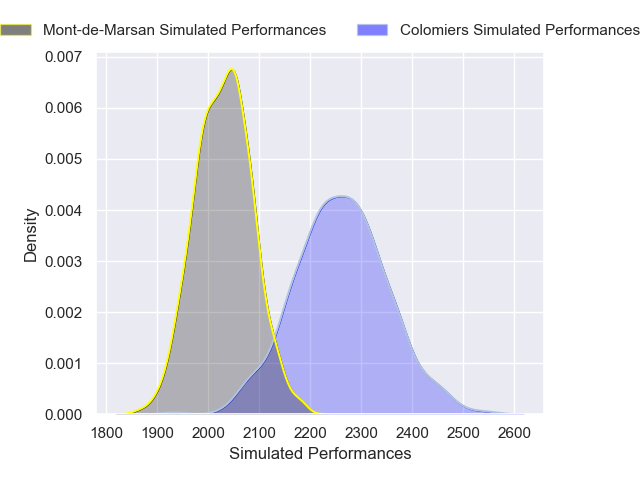 Mont-de-Marsan Simulated Performances Colomiers Simulated Performances
0.007
0.006
0.005
0.004
0.003
0.002
0.001
0.000
Density
1800 1900 2000 2100 2200 2300 2400 2500 2600
Simulated Performances